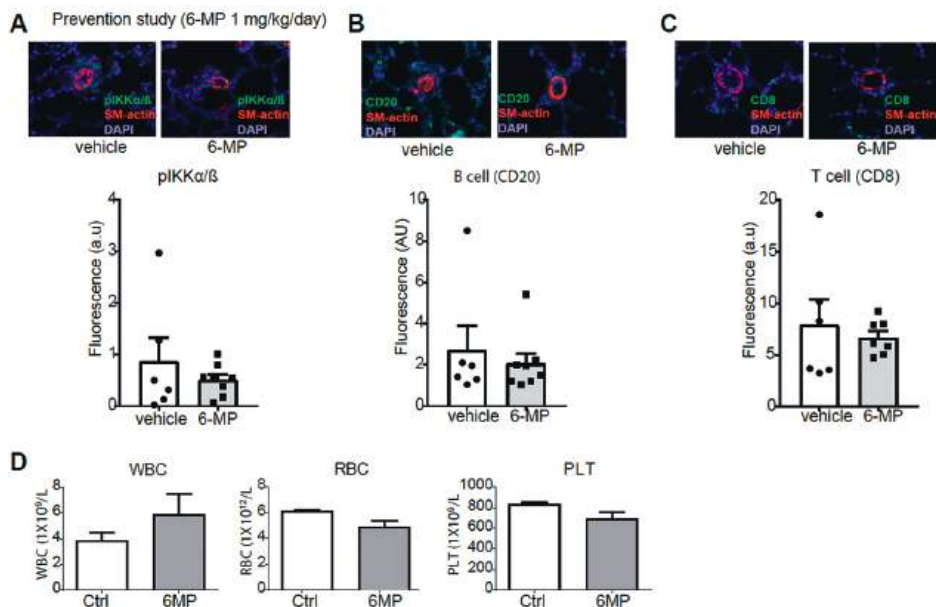 A Prevention study (6-MP 1 mg/kg/day) B C
pIKKα/ß
SM-actin
DAPI
pIKKα/ß
SM-actin
DAPI
CD20
SM-actin
DAPI
CD20
SM-actin
DAPI
CD8
SM-actin
DAPI
CD8
SM-actin
DAPI
vehicle 6-MP vehicle 6-MP vehicle 6-MP
pIKKα/ß
Fluorescence (a.u)
4
3
2
1
0
vehicle 6-MP
B cell (CD20)
Fluorescence (AU)
10
8
6
4
2
0
vehicle 6-MP
T cell (CD8)
Fluorescence (a.u)
20
15
10
5
0
vehicle 6-MP
D
WBC
WBC (1X10⁹/L
8
6
4
2
0
Ctrl 6MP
RBC
RBC (1X10¹²/L
8
6
4
2
0
Ctrl 6MP
PLT
PLT (1X10⁹/L
1000
800
600
400
200
0
Ctrl 6MP